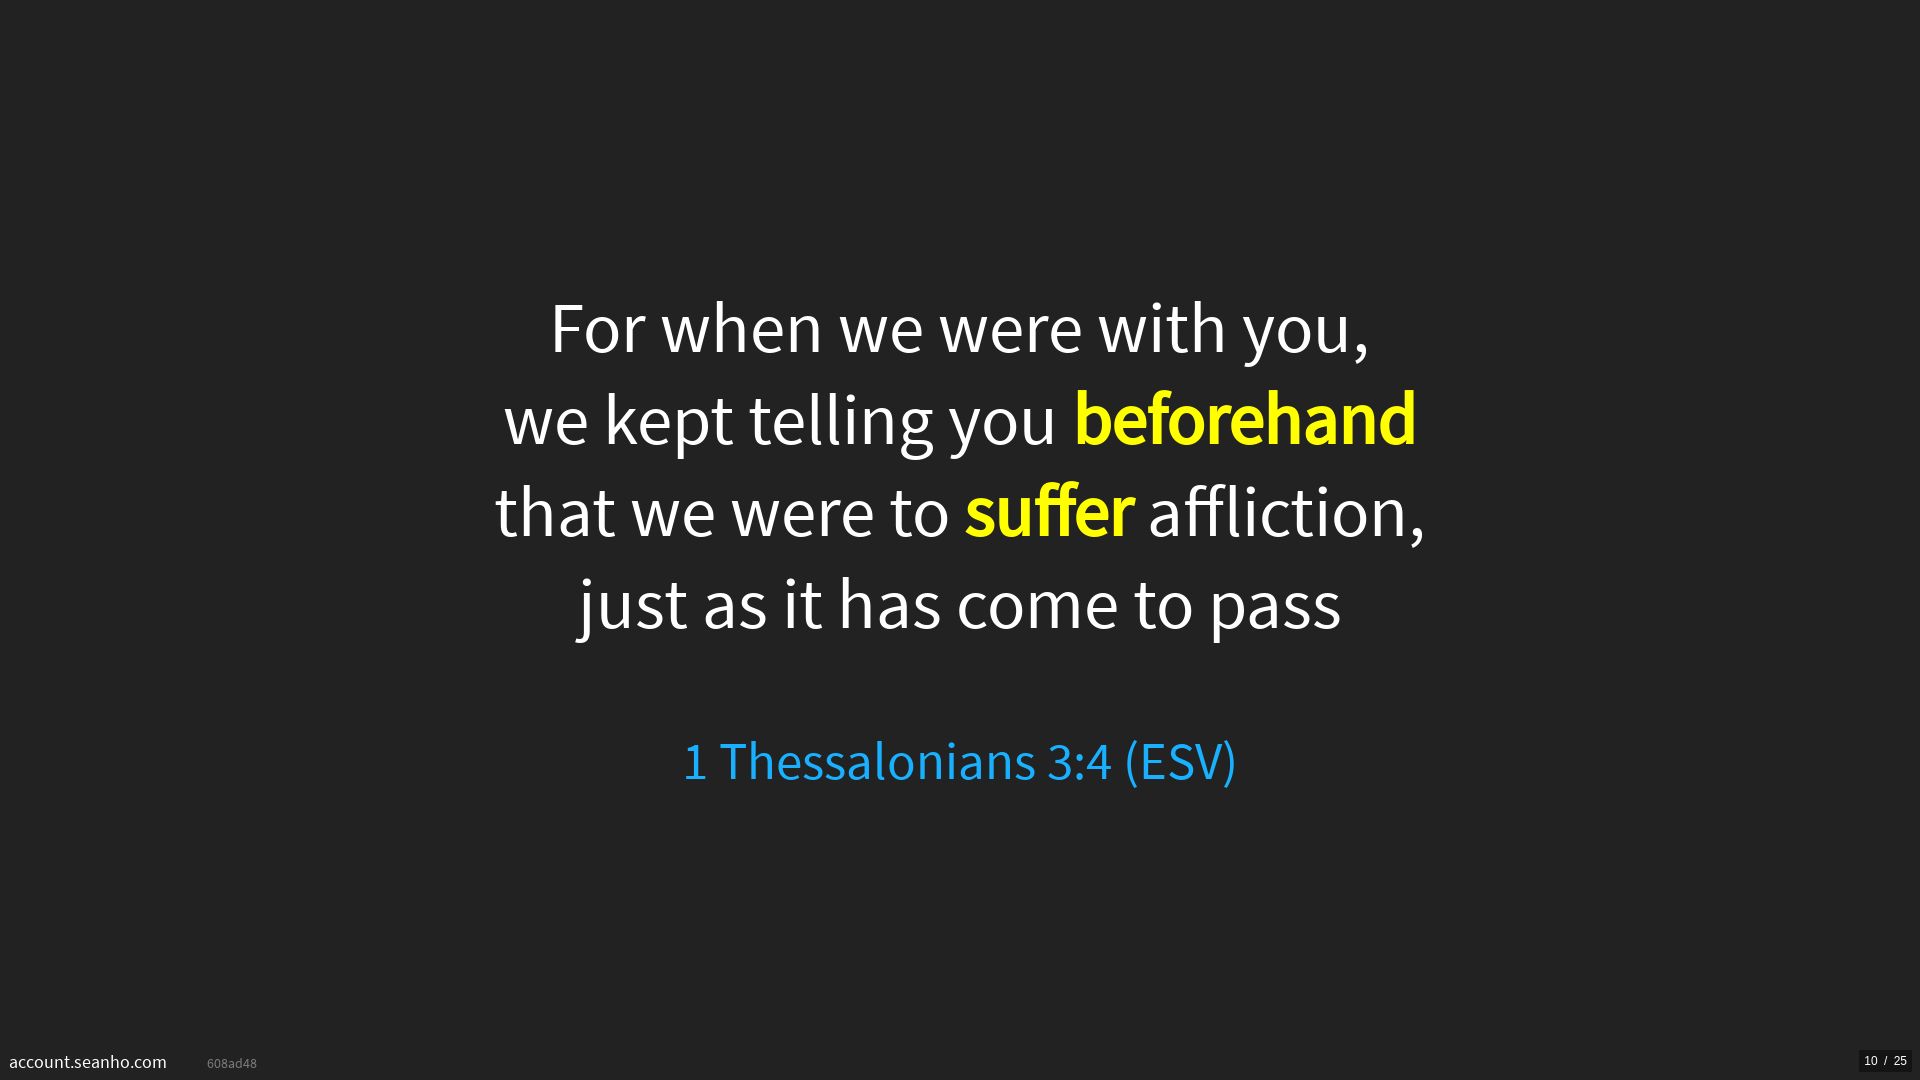 For when we were with you,
we kept telling you beforehand
that we were to suffer affliction,
just as it has come to pass
1 Thessalonians 3:4 (ESV)
account.seanho.com
608ad48
10 / 25